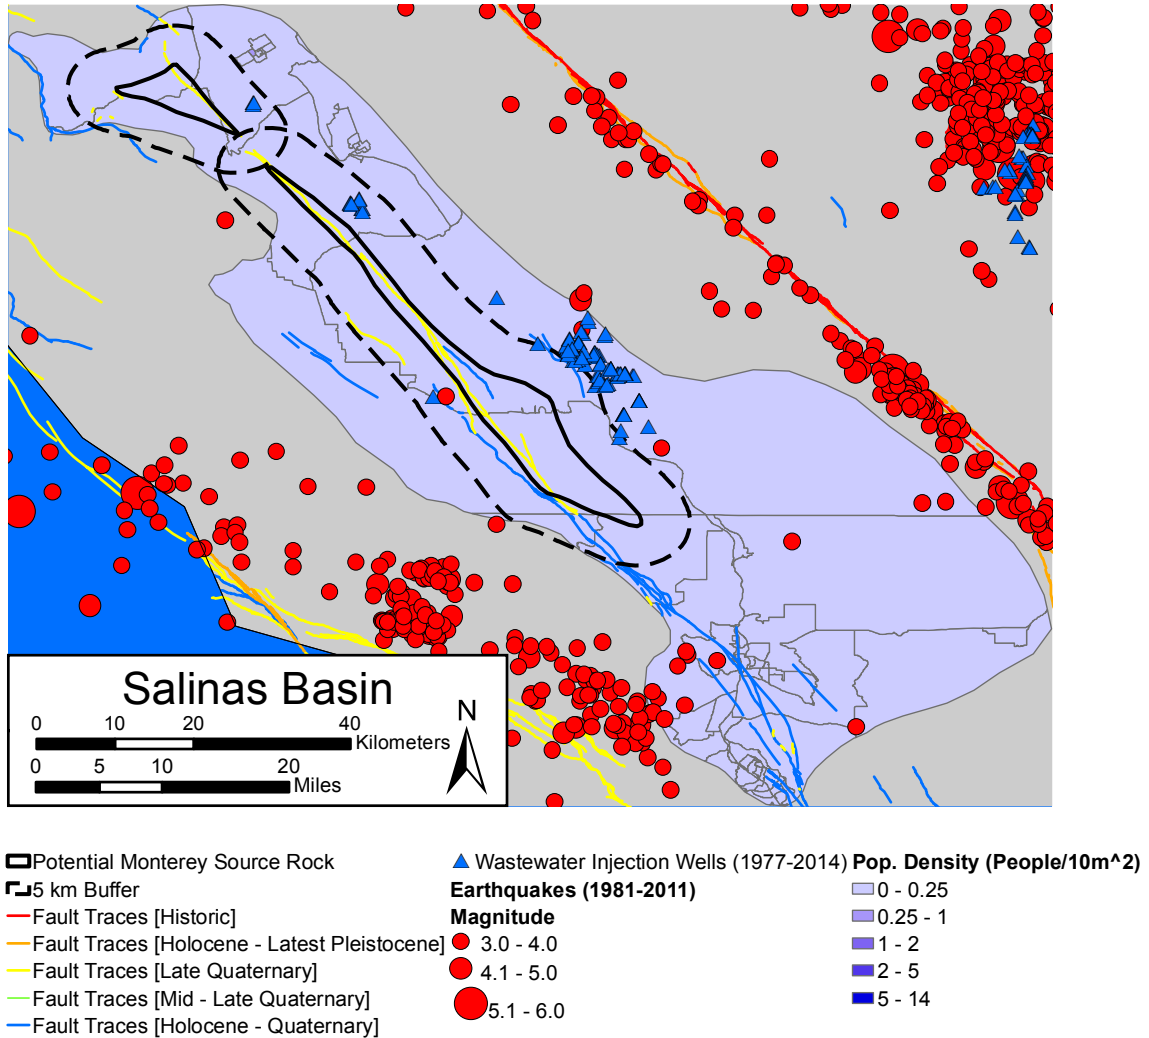 Salinas Basin
0 10 20 40
Kilometers
0 5 10 20
Miles
N
Potential Monterey Source Rock
5 km Buffer
Fault Traces [Historic]
Fault Traces [Holocene - Latest Pleistocene]
Fault Traces [Late Quaternary]
Fault Traces [Mid - Late Quaternary]
Fault Traces [Holocene - Quaternary]
Wastewater Injection Wells (1977-2014)
Earthquakes (1981-2011)
Magnitude
3.0 - 4.0
4.1 - 5.0
5.1 - 6.0
Pop. Density (People/10m^2)
0 - 0.25
0.25 - 1
1 - 2
2 - 5
5 - 14